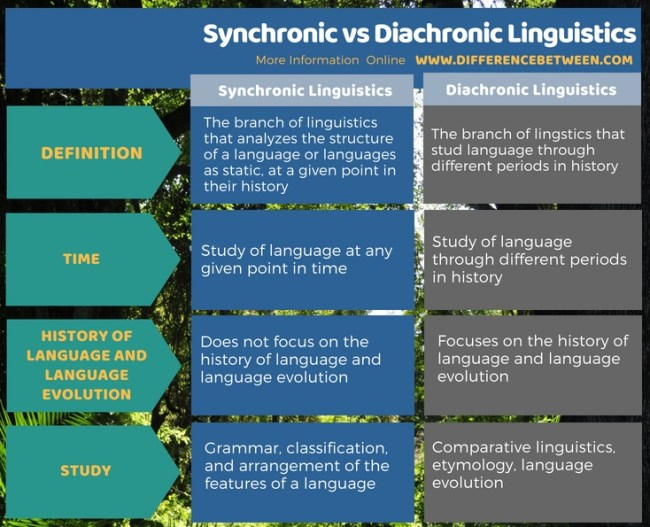 Synchronic vs Diachronic Linguistics
More Information Online WWW.DIFFERENCEBETWEEN.COM
Synchronic Linguistics
Diachronic Linguistics
DEFINITION
The branch of linguistics
that analyzes the structure
of a language or languages
as static, at a given point in
their history
The branch of lingstics that
stud language through
different periods in history
TIME
Study of language at any
given point in time
Study of language
through different periods
in history
HISTORY OF
LANGUAGE AND
LANGUAGE
EVOLUTION
Does not focus on the
history of language and
language evolution
Focuses on the history of
language and language
evolution
STUDY
Grammar, classification,
and arrangement of the
features of a language
Comparative linguistics,
etymology, language
evolution